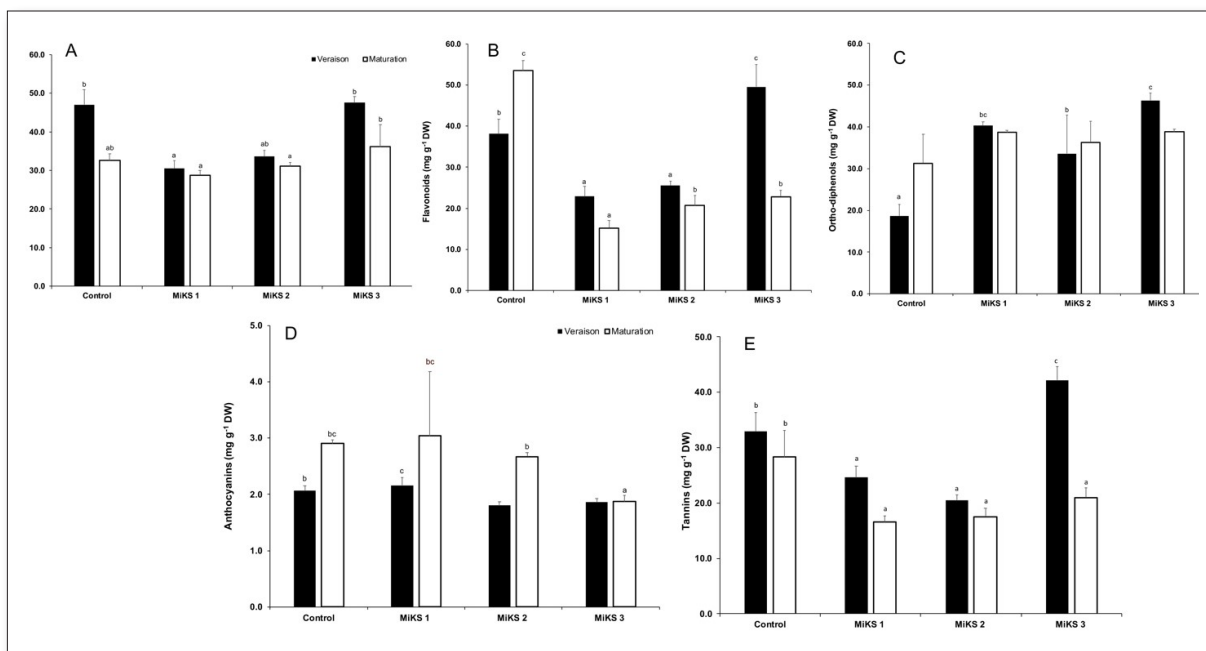 A
Veraison Maturation
60.0
50.0
40.0
30.0
20.0
10.0
0.0
b
ab
a
a
ab
a
b
b
Control MiKS 1 MiKS 2 MiKS 3
B
Flavonoids (mg g-1 DW)
60.0
50.0
40.0
30.0
20.0
10.0
0.0
b
c
a
a
a
b
c
b
Control MiKS 1 MiKS 2 MiKS 3
C
Ortho-diphenols (mg g-1 DW)
60.0
50.0
40.0
30.0
20.0
10.0
0.0
a
bc
b
c
Control MiKS 1 MiKS 2 MiKS 3
D
Veraison Maturation
Anthocyanins (mg g-1 DW)
5.0
4.0
3.0
2.0
1.0
0.0
b
bc
c
bc
b
a
Control MiKS 1 MiKS 2 MiKS 3
E
Tannins (mg g-1 DW)
50.0
40.0
30.0
20.0
10.0
0.0
b
b
a
a
a
a
c
a
Control MiKS 1 MiKS 2 MiKS 3